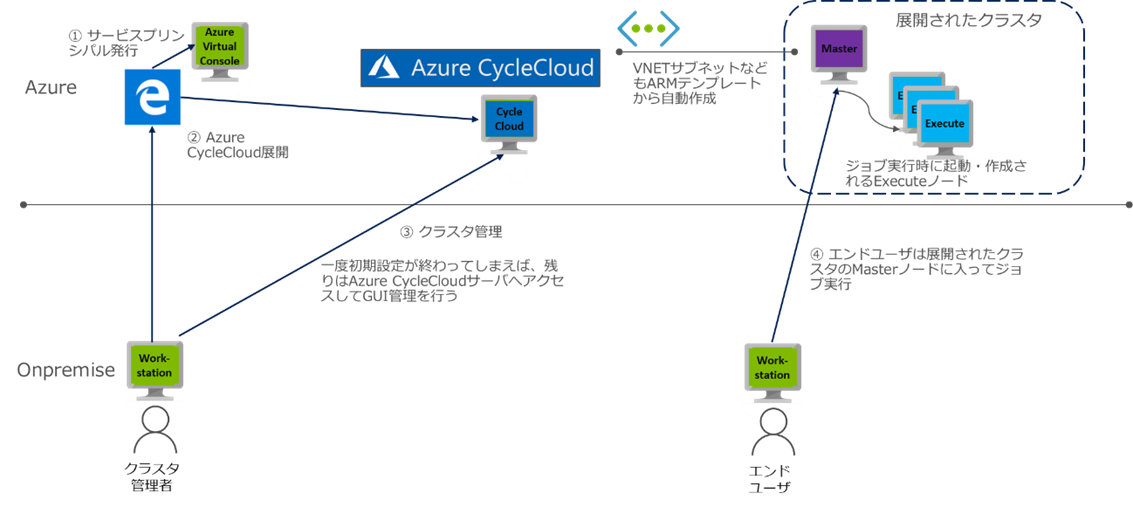 ① サービスプリン
シパル発行
Azure
Virtual
Console
Azure
② Azure
CycleCloud展開
Azure CycleCloud
Cycle
Cloud
VNETサブネットなど
もARMテンプレート
から自動作成
展開されたクラスタ
Master
E
E
Execute
ジョブ実行時に起動・作成さ
れるExecuteノード
③ クラスタ管理
一度初期設定が終わってしまえば、残
りはAzure CycleCloudサーバへアクセ
スしてGUI管理を行う
④ エンドユーザは展開されたクラ
スタのMasterノードに入ってジョ
ブ実行
Onpremise
Work-
station
クラスタ
管理者
Work-
station
エンド
ユーザ